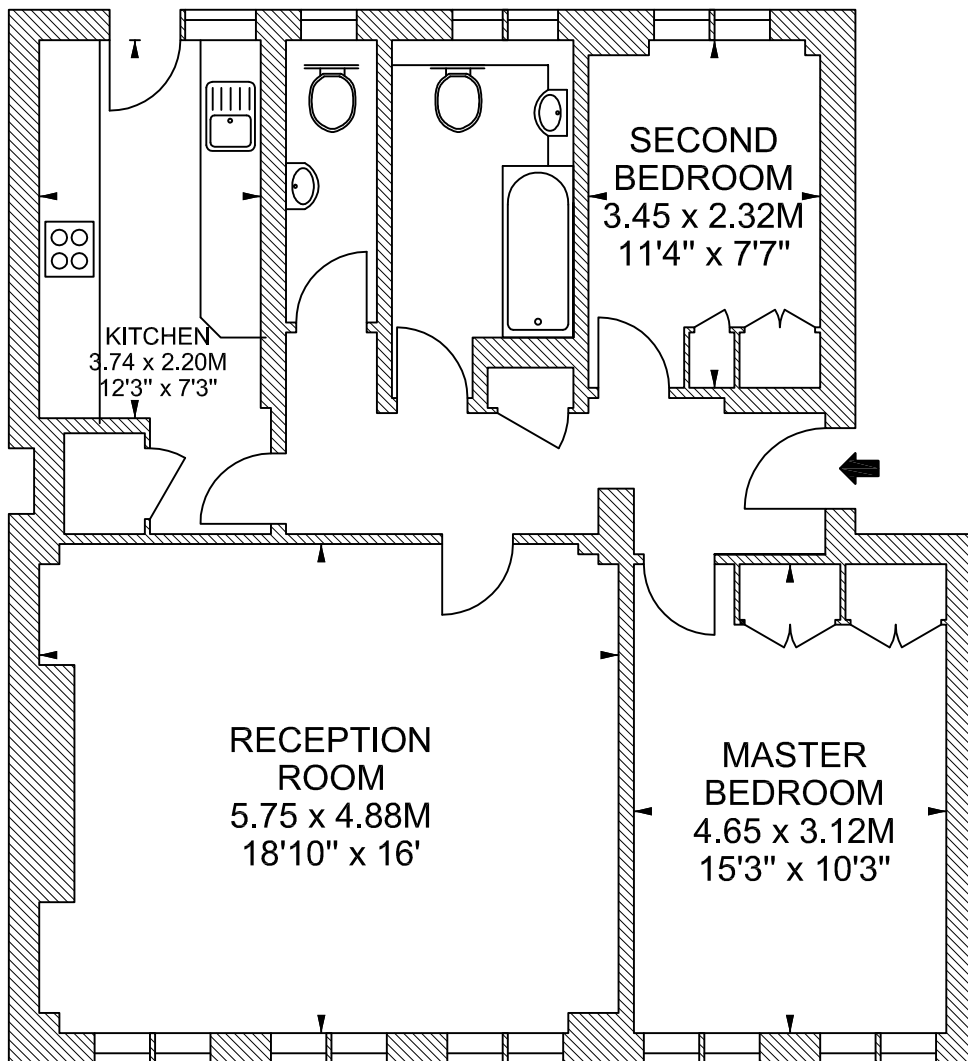 SECOND
BEDROOM
3.45 x 2.32M
11'4" x 7'7"
KITCHEN
3.74 x 2.20M
12'3" x 7'3"
RECEPTION
ROOM
5.75 x 4.88M
18'10" x 16'
MASTER
BEDROOM
4.65 x 3.12M
15'3" x 10'3"